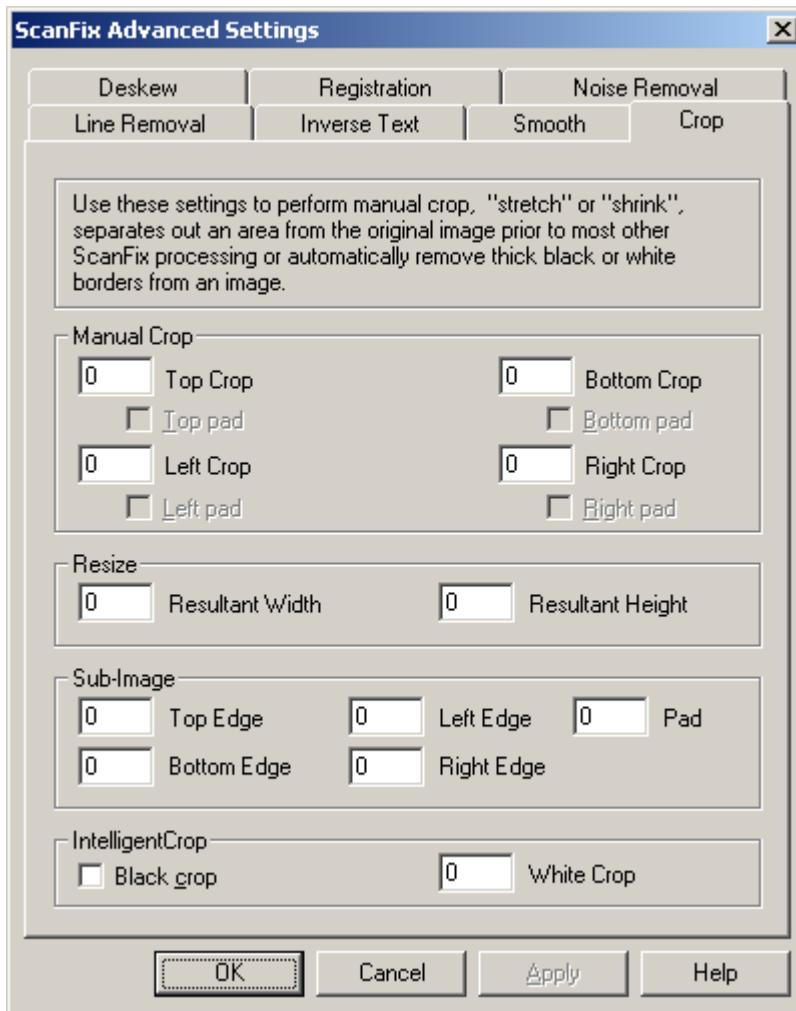 ScanFix Advanced Settings
Deskew Registration Noise Removal
Line Removal Inverse Text Smooth Crop
Use these settings to perform manual crop, "stretch" or "shrink",
separates out an area from the original image prior to most other
ScanFix processing or automatically remove thick black or white
borders from an image.
Manual Crop
0 Top Crop 0 Bottom Crop
Top pad Bottom pad
0 Left Crop 0 Right Crop
Left pad Right pad
Resize
0 Resultant Width 0 Resultant Height
Sub-Image
0 Top Edge 0 Left Edge 0 Pad
0 Bottom Edge 0 Right Edge
IntelligentCrop
Black crop 0 White Crop
OK Cancel Apply Help